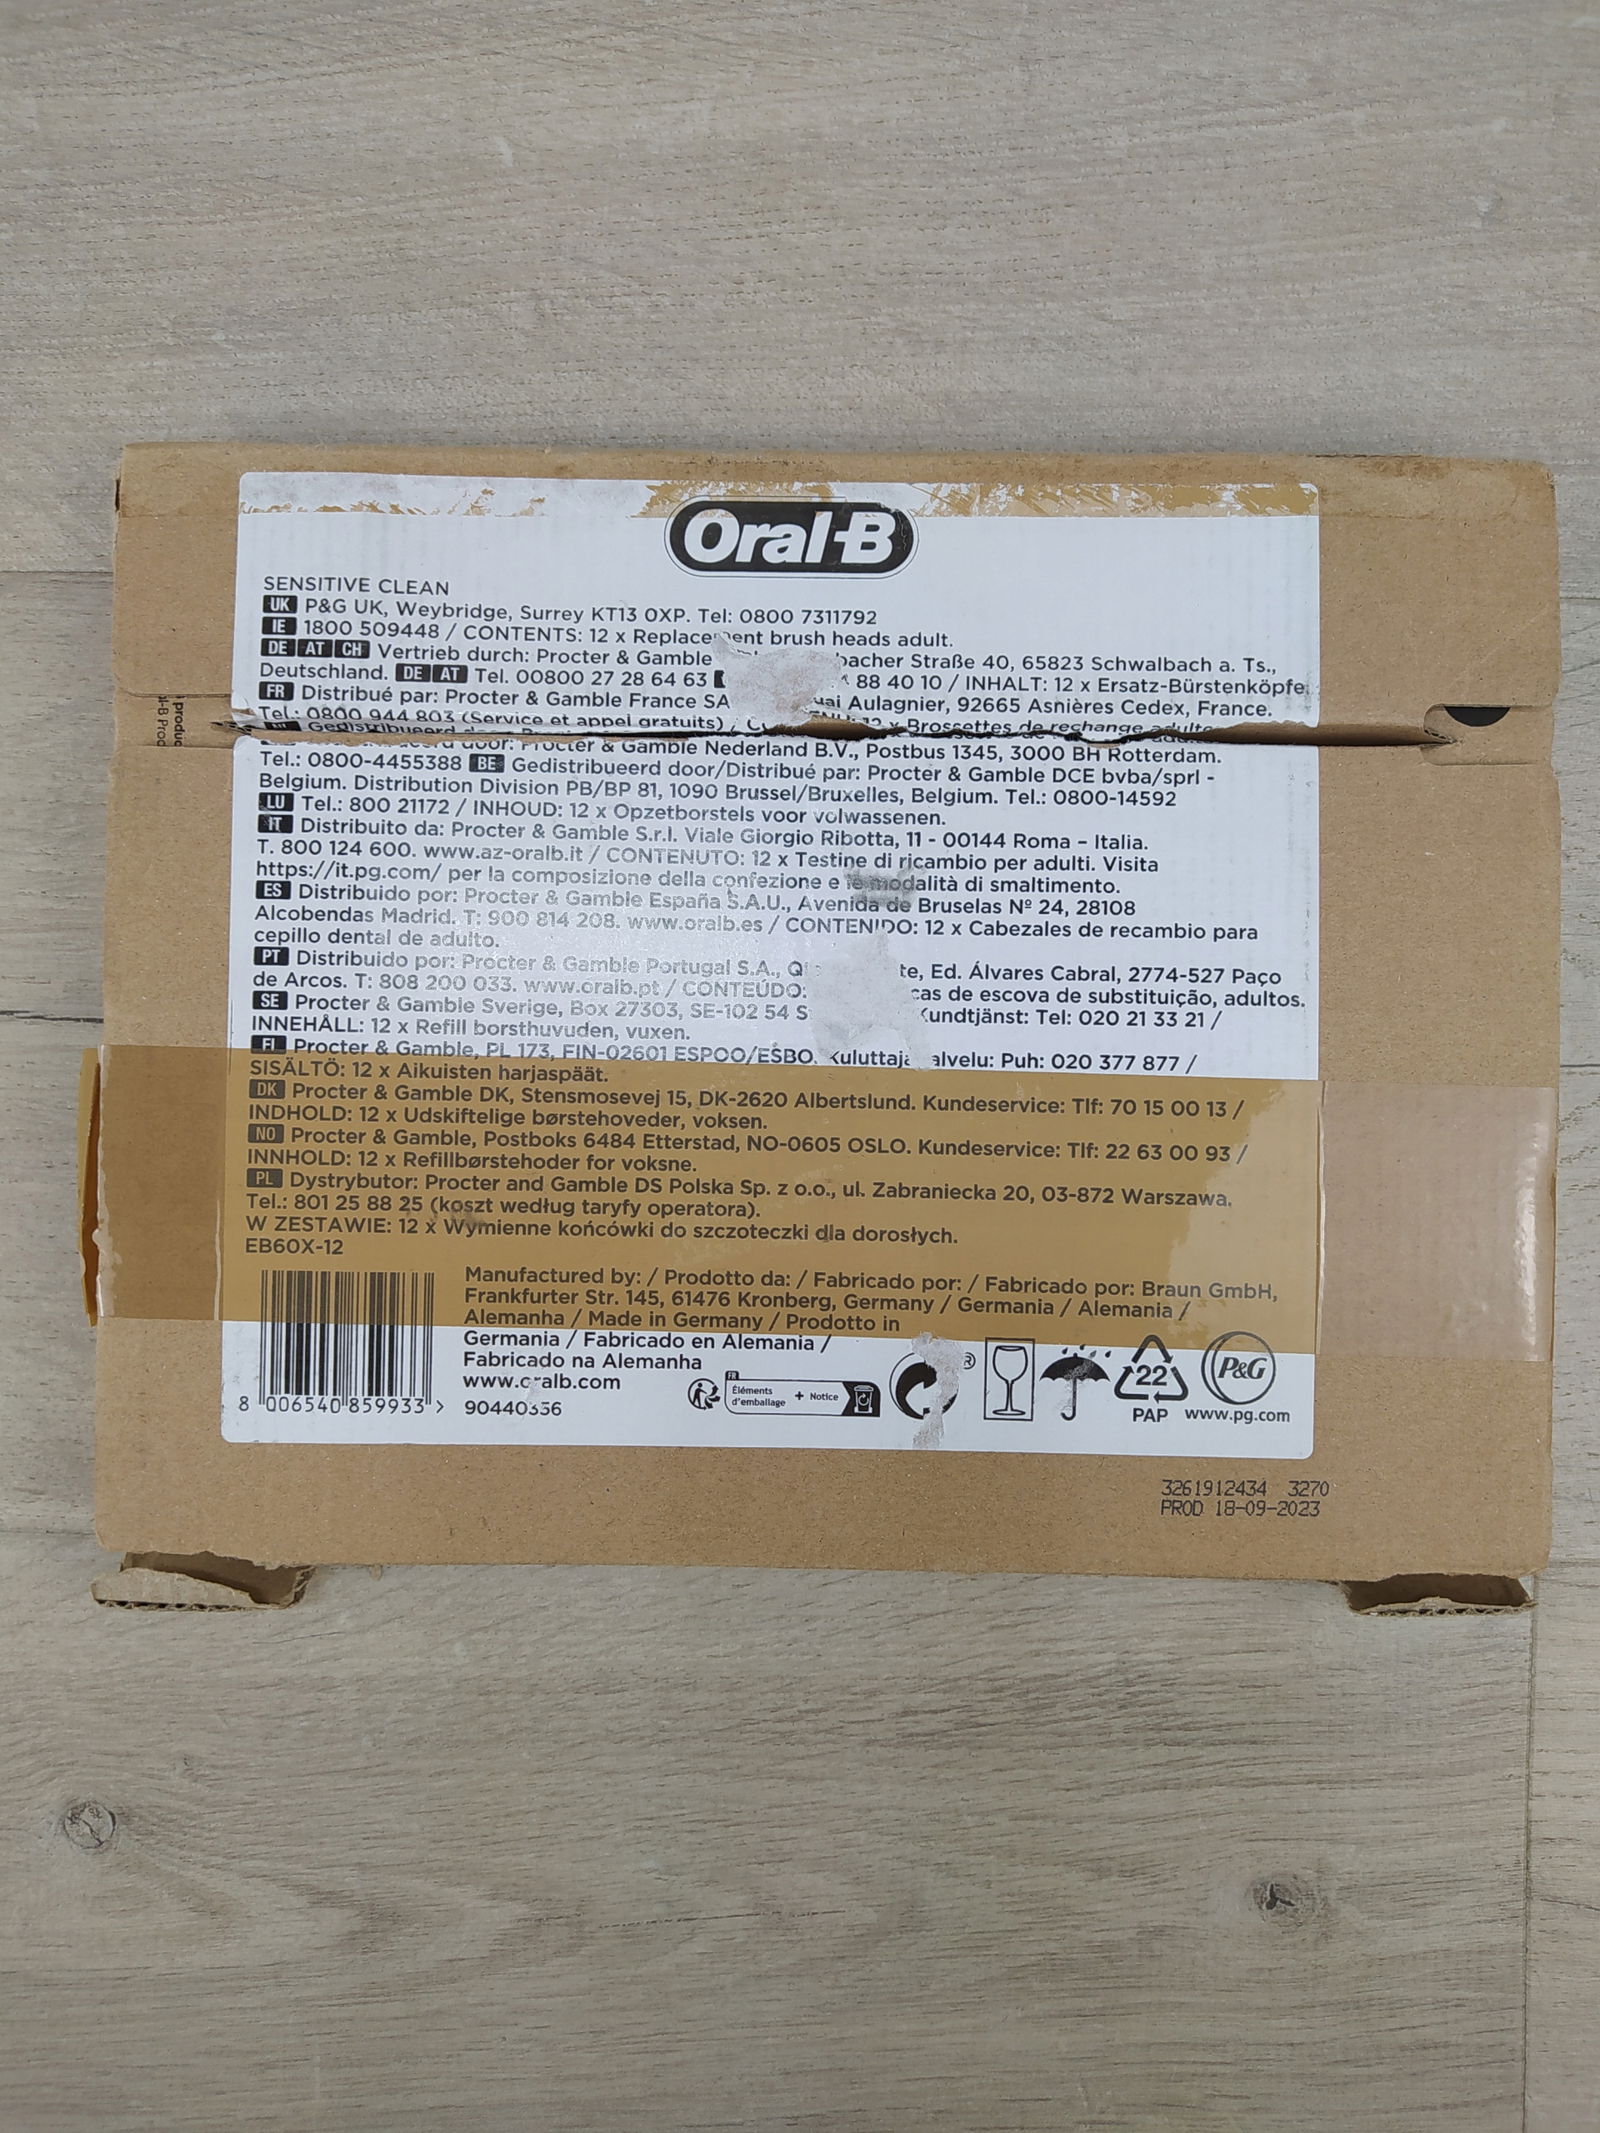 Oral-B
SENSITIVE CLEAN
UK P&G UK, Weybridge, Surrey KT13 0XP. Tel: 0800 7311792
IE 1800 509448 / CONTENTS: 12 x Replacement brush heads adult.
DE AT CH Vertrieb durch: Procter & Gamble bacher Straße 40, 65823 Schwalbach a. Ts.,
Deutschland. DE AT Tel. 00800 27 28 64 63 88 40 10 / INHALT: 12 x Ersatz-Bürstenköpfe
FR Distribué par: Procter & Gamble France SA Aulagnier, 92665 Asnières Cedex, France.
Tel.: 0800 944 803 (Service et appel gratuits) / 12 x Brossettes de rechange adulte
Gedistribueerd door: Procter & Gamble Nederland B.V., Postbus 1345, 3000 BH Rotterdam.
Tel.: 0800-4455388 BE Gedistribueerd door/Distribué par: Procter & Gamble DCE bvba/sprl -
Belgium. Distribution Division PB/BP 81, 1090 Brussel/Bruxelles, Belgium. Tel.: 0800-14592
LU Tel.: 800 21172 / INHOUD: 12 x Opzetborstels voor volwassenen.
IT Distribuito da: Procter & Gamble S.r.l. Viale Giorgio Ribotta, 11 - 00144 Roma – Italia.
T. 800 124 600. www.az-oralb.it / CONTENUTO: 12 x Testine di ricambio per adulti. Visita
https://it.pg.com/ per la composizione della confezione e le modalità di smaltimento.
ES Distribuido por: Procter & Gamble España S.A.U., Avenida de Bruselas Nº 24, 28108
Alcobendas Madrid. T: 900 814 208. www.oralb.es / CONTENIDO: 12 x Cabezales de recambio para
cepillo dental de adulto.
PT Distribuido por: Procter & Gamble Portugal S.A., Ed. Álvares Cabral, 2774-527 Paço
de Arcos. T: 808 200 033. www.oralb.pt / CONTEÚDO: de escova de substituição, adultos.
SE Procter & Gamble Sverige, Box 27303, SE-102 54 Kundtjänst: Tel: 020 21 33 21 /
INNEHÅLL: 12 x Refill borsthuvuden, vuxen.
FI Procter & Gamble, PL 173, FIN-02601 ESPOO/ESBO. Puh: 020 377 877 /
SISÄLTÖ: 12 x Aikuisten harjaspäät.
DK Procter & Gamble DK, Stensmosevej 15, DK-2620 Albertslund. Kundeservice: Tlf: 70 15 00 13 /
INDHOLD: 12 x Udskiftelige børstehoveder, voksen.
NO Procter & Gamble, Postboks 6484 Etterstad, NO-0605 OSLO. Kundeservice: Tlf: 22 63 00 93 /
INNHOLD: 12 x Refillbørstehoder for voksne.
PL Dystrybutor: Procter and Gamble DS Polska Sp. z o.o., ul. Zabraniecka 20, 03-872 Warszawa.
Tel.: 801 25 88 25 (koszt według taryfy operatora).
W ZESTAWIE: 12 x Wymienne końcówki do szczoteczki dla dorosłych.
EB60X-12
Manufactured by: / Prodotto da: / Fabricado por: / Fabricado por: Braun GmbH,
Frankfurter Str. 145, 61476 Kronberg, Germany / Germania / Alemania /
Alemanha / Made in Germany / Prodotto in
Germania / Fabricado en Alemania /
Fabricado na Alemanha
www.oralb.com
90440336
8 006540 859933 >
FR
Éléments d'emballage + Notice
22
PAP
P&G
www.pg.com
3261912434 3270
PROD 18-09-2023